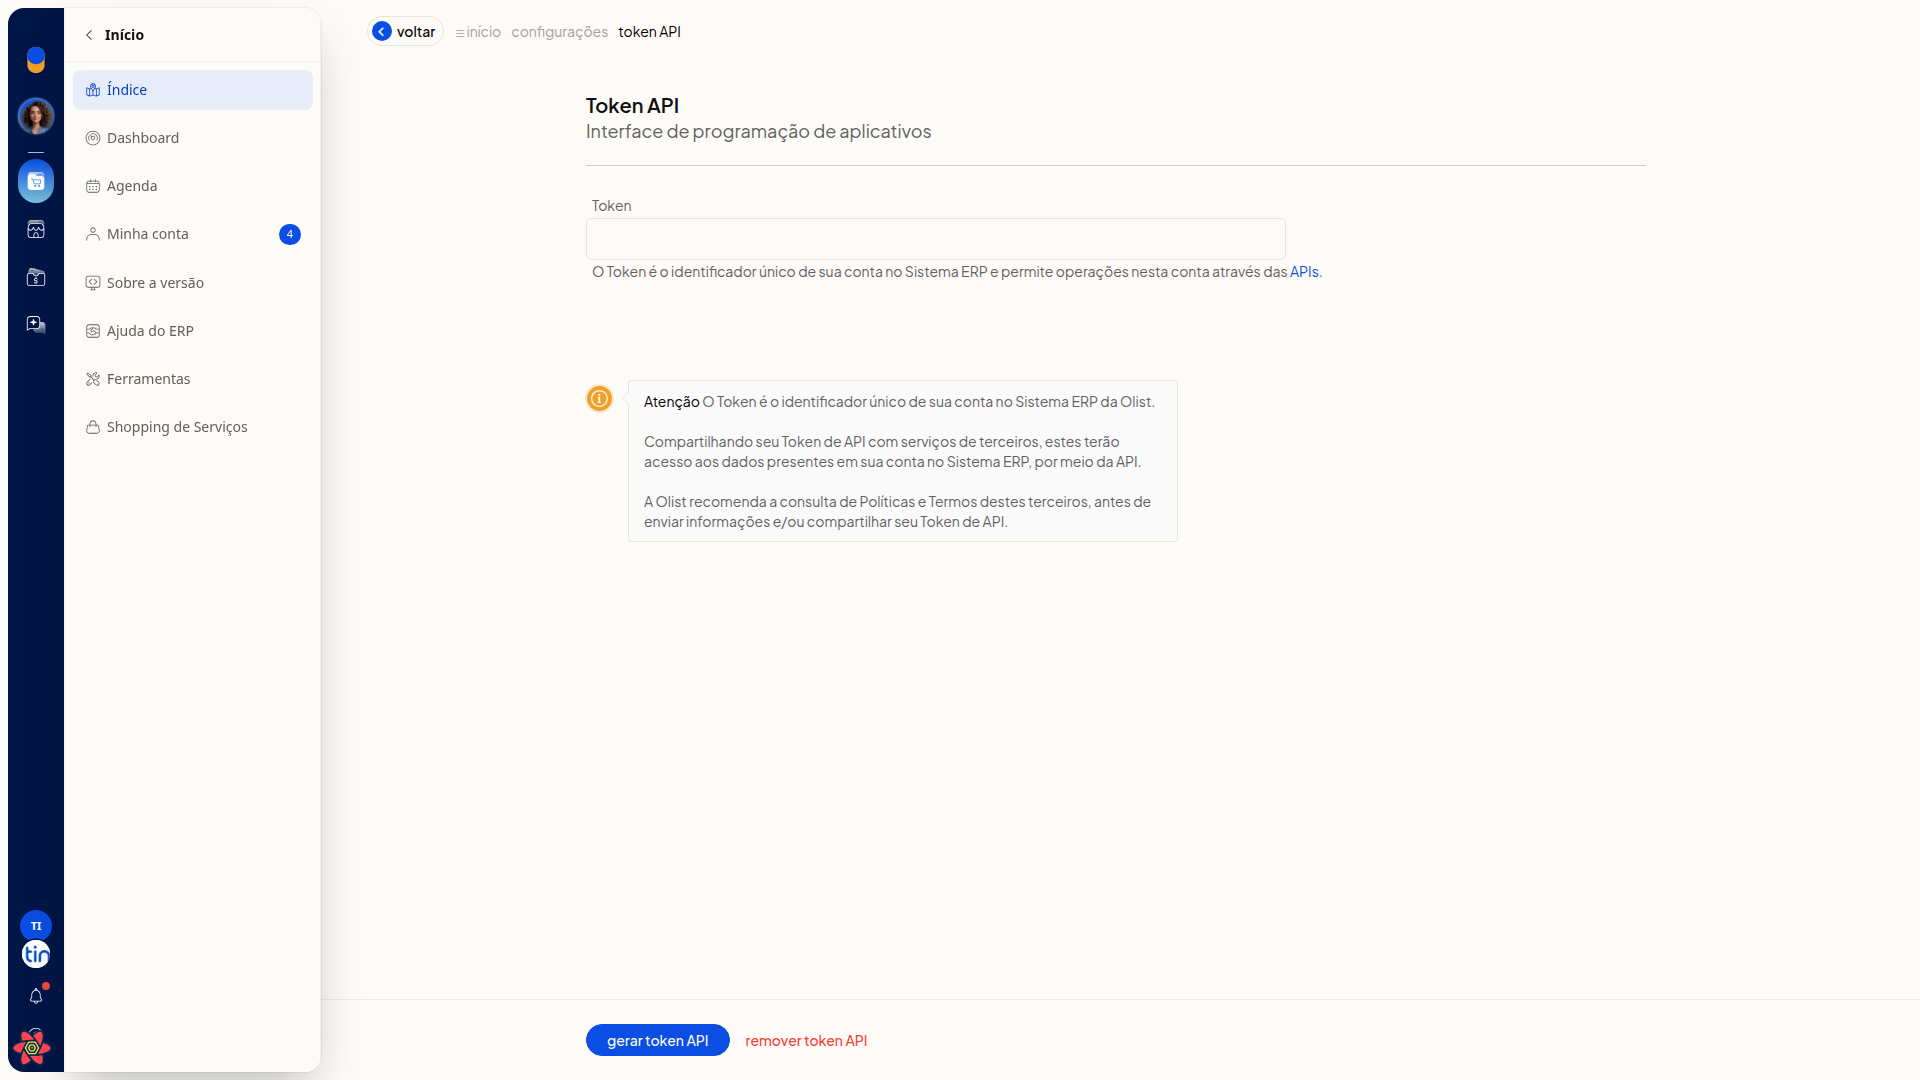 Início
Índice
Dashboard
Agenda
Minha conta
4
Sobre a versão
Ajuda do ERP
Ferramentas
Shopping de Serviços
TI
tin
voltar
início configurações token API
Token API
Interface de programação de aplicativos
Token
O Token é o identificador único de sua conta no Sistema ERP e permite operações nesta conta através das APIs.
Atenção O Token é o identificador único de sua conta no Sistema ERP da Olist.
Compartilhando seu Token de API com serviços de terceiros, estes terão
acesso aos dados presentes em sua conta no Sistema ERP, por meio da API.
A Olist recomenda a consulta de Políticas e Termos destes terceiros, antes de
enviar informações e/ou compartilhar seu Token de API.
gerar token API
remover token API